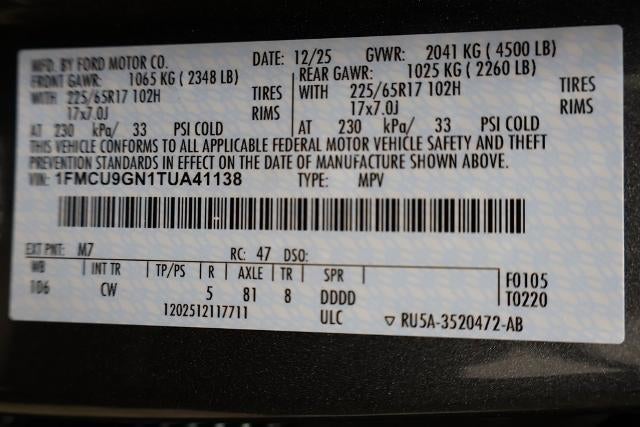 MFD. BY FORD MOTOR CO. DATE: 12/25 GVWR: 2041 KG ( 4500 LB)
FRONT GAWR: 1065 KG ( 2348 LB) REAR GAWR: 1025 KG ( 2260 LB)
WITH 225/65R17 102H TIRES WITH 225/65R17 102H TIRES
17x7.0J RIMS 17x7.0J RIMS
AT 230 kPa/ 33 PSI COLD AT 230 kPa/ 33 PSI COLD
THIS VEHICLE CONFORMS TO ALL APPLICABLE FEDERAL MOTOR VEHICLE SAFETY AND THEFT
PREVENTION STANDARDS IN EFFECT ON THE DATE OF MANUFACTURE SHOWN ABOVE.
VIN: 1FMCU9GN1TUA41138 TYPE: MPV
EXT PNT: M7 RC: 47 DSO:
WB INT TR TP/PS R AXLE TR SPR F0105
106 CW 5 81 8 DDDD T0220
1202512117711 ULC ▽ RU5A-3520472-AB